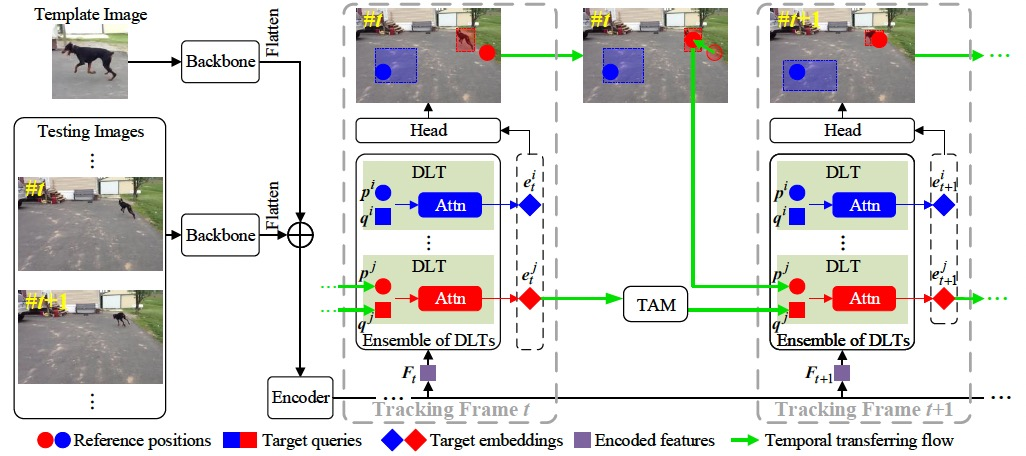 Template Image
Backbone
Flatten
Testing Images
...
#t
#t+1
...
Backbone
Flatten
Encoder
#t
Head
DLT
p^i
q^i
Attn
e_t^i
...
DLT
p^j
q^j
Attn
e_t^j
Ensemble of DLTs
F_t
Tracking Frame t
#t
TAM
...
#t+1
...
Head
DLT
p^i
q^i
Attn
e_{t+1}^i
...
DLT
p^j
q^j
Attn
e_{t+1}^j
...
Ensemble of DLTs
F_{t+1}
...
Tracking Frame t+1
Reference positions
Target queries
Target embeddings
Encoded features
Temporal transferring flow